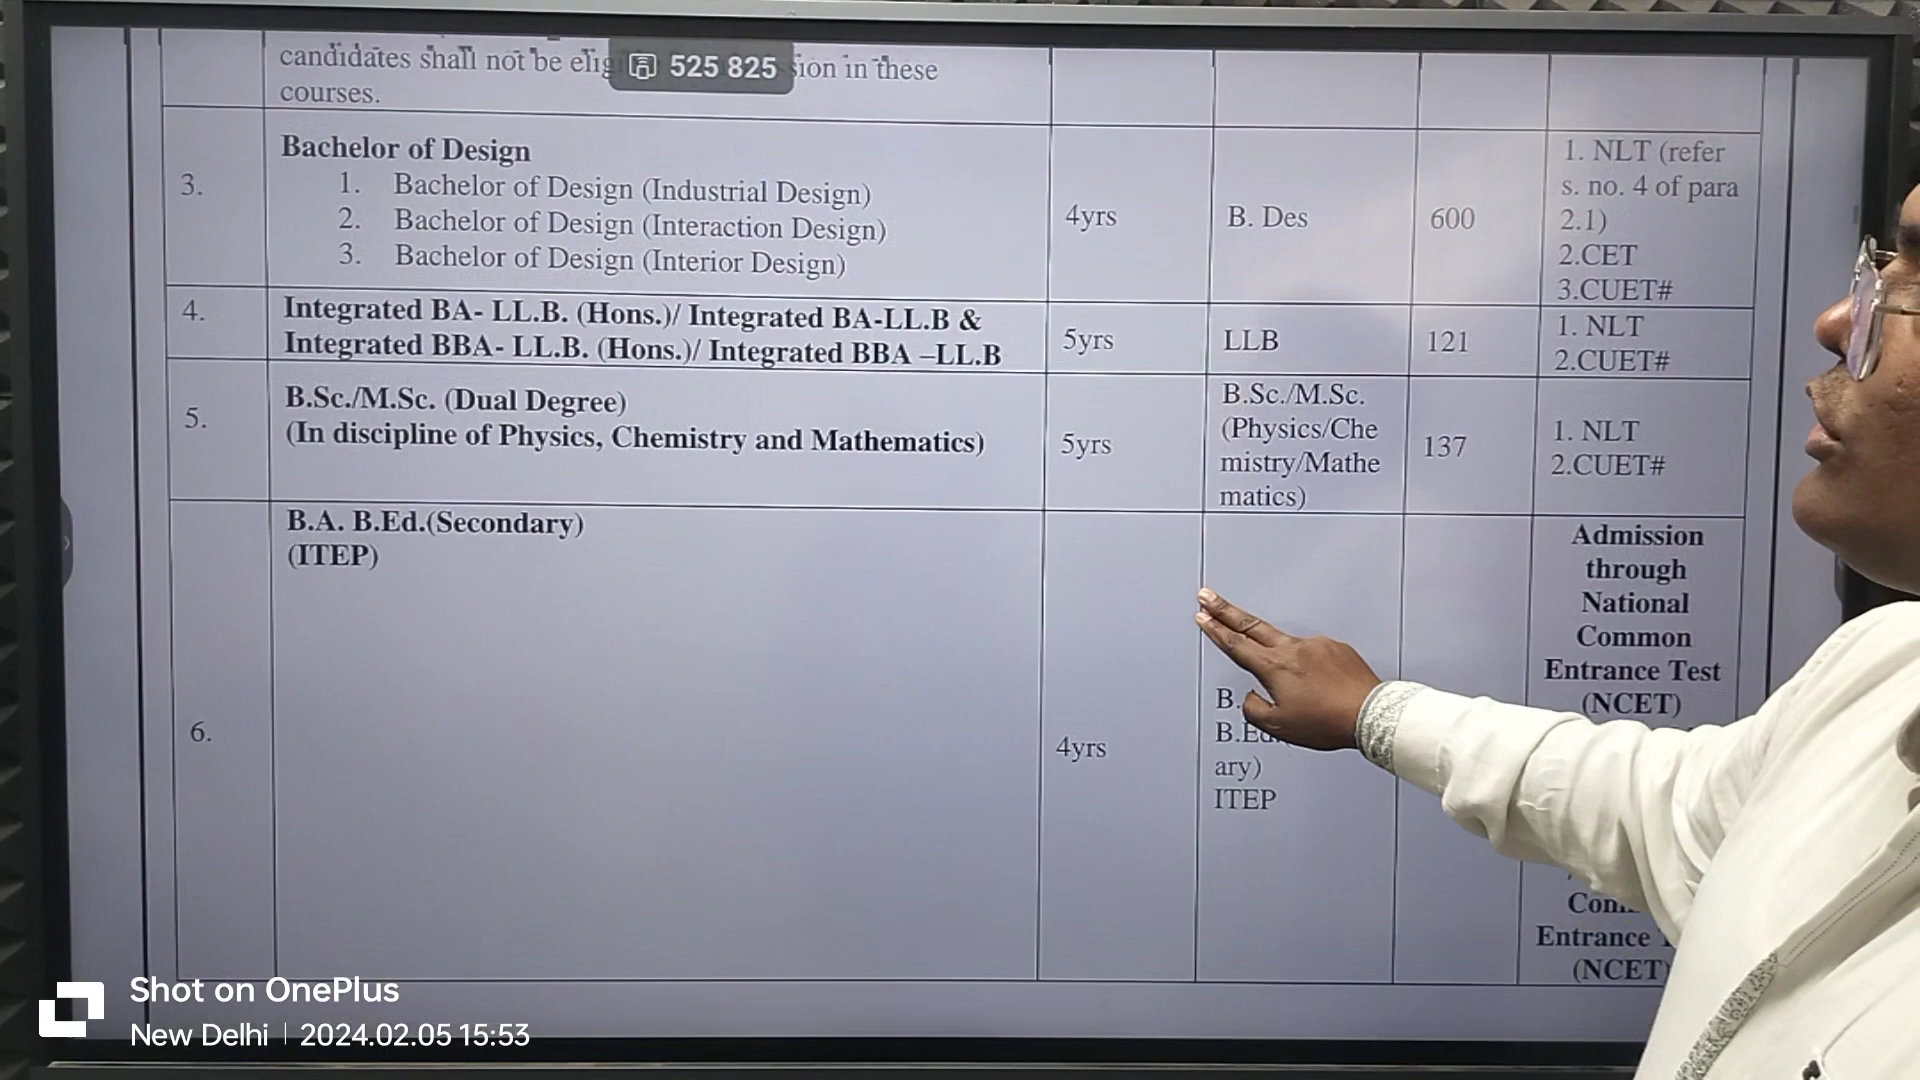 candidates shall not be elig 525 825 sion in these
courses.
3.
Bachelor of Design
1. Bachelor of Design (Industrial Design)
2. Bachelor of Design (Interaction Design)
3. Bachelor of Design (Interior Design)
4yrs
B. Des
600
1. NLT (refer
s. no. 4 of para
2.1)
2.CET
3.CUET#
4.
Integrated BA- LL.B. (Hons.)/ Integrated BA-LL.B &
Integrated BBA- LL.B. (Hons.)/ Integrated BBA –LL.B
5yrs
LLB
121
1. NLT
2.CUET#
5.
B.Sc./M.Sc. (Dual Degree)
(In discipline of Physics, Chemistry and Mathematics)
5yrs
B.Sc./M.Sc.
(Physics/Che
mistry/Mathe
matics)
137
1. NLT
2.CUET#
6.
B.A. B.Ed.(Secondary)
(ITEP)
4yrs
ary)
ITEP
Admission
through
National
Common
Entrance Test
(NCET)
Entrance
(NCET)
Shot on OnePlus
New Delhi | 2024.02.05 15:53